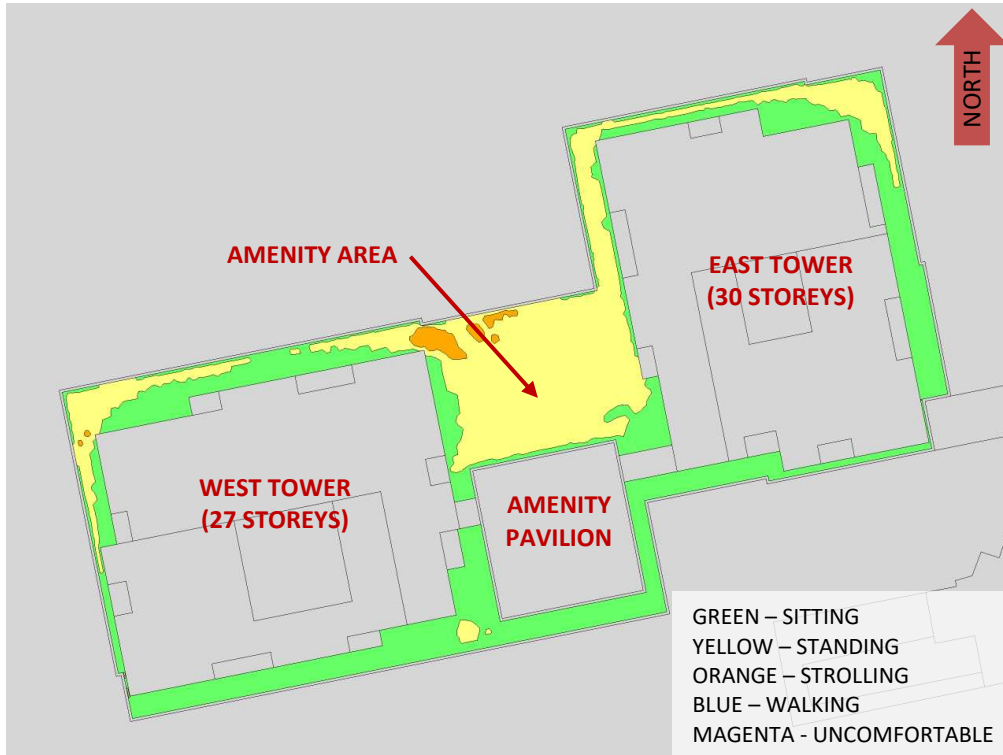 NORTH
AMENITY AREA
EAST TOWER
(30 STOREYS)
WEST TOWER
(27 STOREYS)
AMENITY
PAVILION
GREEN – SITTING
YELLOW – STANDING
ORANGE – STROLLING
BLUE – WALKING
MAGENTA - UNCOMFORTABLE